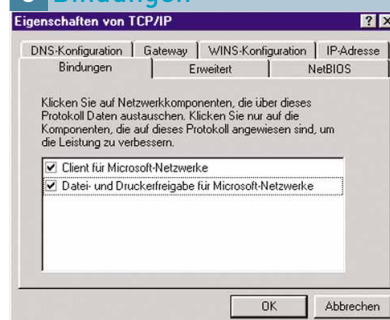 Bindungen
Eigenschaften von TCP/IP
DNS-Konfiguration Gateway WINS-Konfiguration IP-Adresse
Bindungen Erweitert NetBIOS
Klicken Sie auf Netzwerkkomponenten, die über dieses
Protokoll Daten austauschen. Klicken Sie nur auf die
Komponenten, die auf dieses Protokoll angewiesen sind, um
die Leistung zu verbessern.
Client für Microsoft-Netzwerke
Datei- und Druckerfreigabe für Microsoft-Netzwerke
OK Abbrechen